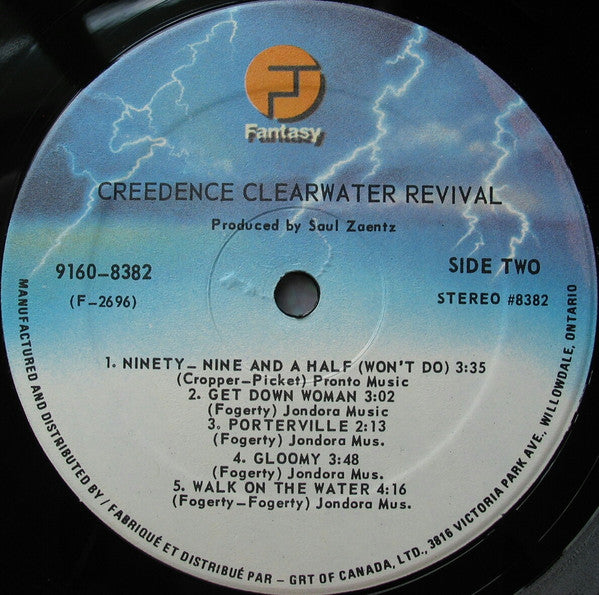 Fantasy
CREEDENCE CLEARWATER REVIVAL
Produced by Saul Zaentz
9160-8382
(F-2696)
SIDE TWO
STEREO #8382
1. NINETY- NINE AND A HALF (WON'T DO) 3:35
(Cropper-Picket) Pronto Music
2. GET DOWN WOMAN 3:02
(Fogerty) Jondora Music
3. PORTERVILLE 2:13
(Fogerty) Jondora Mus.
4. GLOOMY 3:48
(Fogerty) Jondora Mus.
5. WALK ON THE WATER 4:16
(Fogerty-Fogerty) Jondora Mus.
MANUFACTURED AND DISTRIBUTED BY / FABRIQUÉ ET DISTRIBUÉ PAR - GRT OF CANADA, LTD., 3816 VICTORIA PARK AVE, WILLOWDALE, ONTARIO